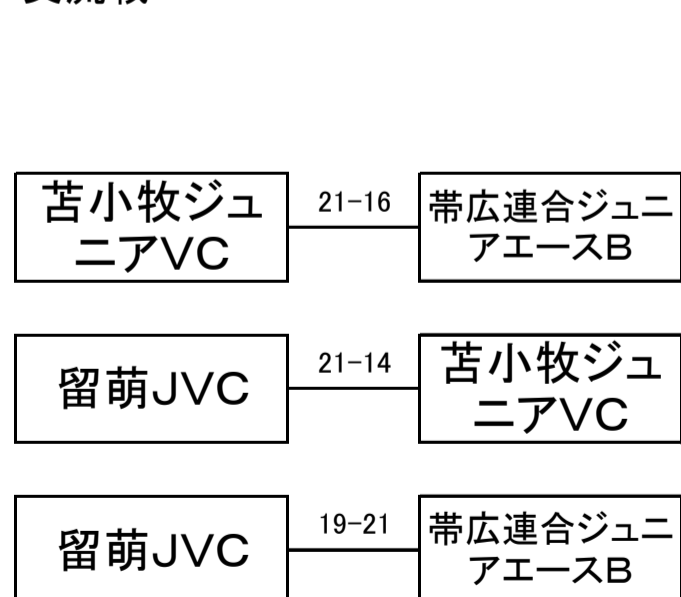 苫小牧ジュ
ニアVC
21-16
帯広連合ジュニ
アエースB
留萌JVC
21-14
苫小牧ジュ
ニアVC
留萌JVC
19-21
帯広連合ジュニ
アエースB